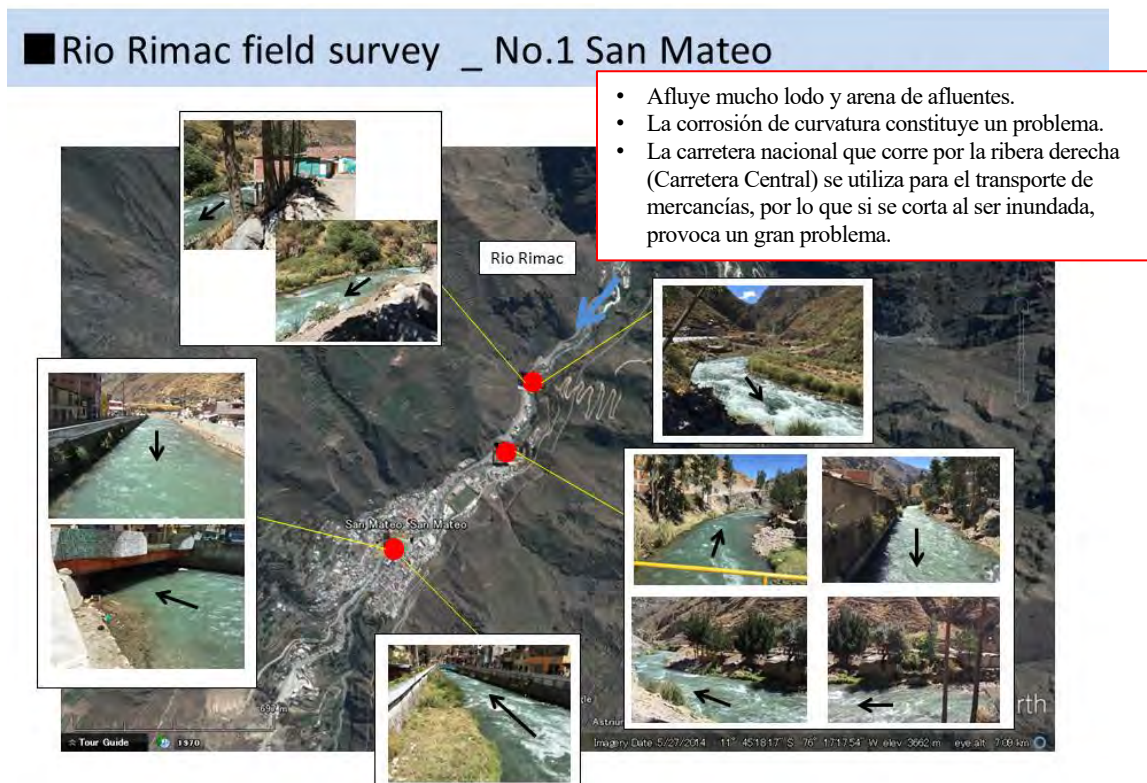 ■Rio Rimac field survey _ No.1 San Mateo
• Afluye mucho lodo y arena de afluentes.
• La corrosión de curvatura constituye un problema.
• La carretera nacional que corre por la ribera derecha
(Carretera Central) se utiliza para el transporte de
mercancías, por lo que si se corta al ser inundada,
provoca un gran problema.
Rio Rimac
San Mateo San Mateo
Tour Guide
1970
Imagery Date 5/27/2014 11°45'18.17" S 76°17'17.54" W elev 3662 m eye alt 7.09 km